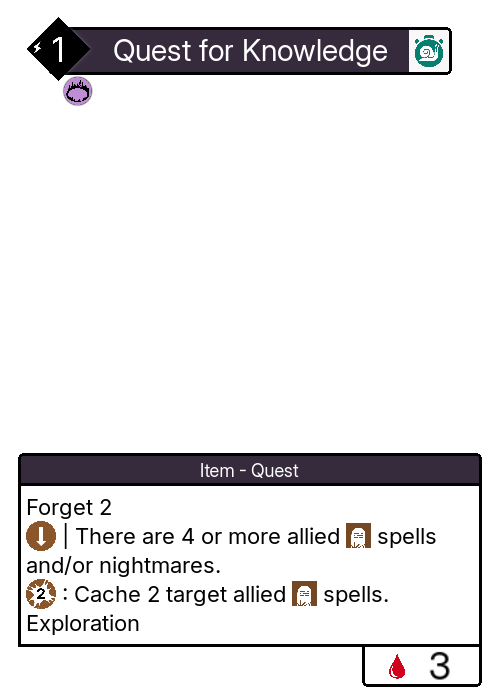 1 Quest for Knowledge
Item - Quest
Forget 2
| There are 4 or more allied spells
and/or nightmares.
2 : Cache 2 target allied spells.
Exploration
3